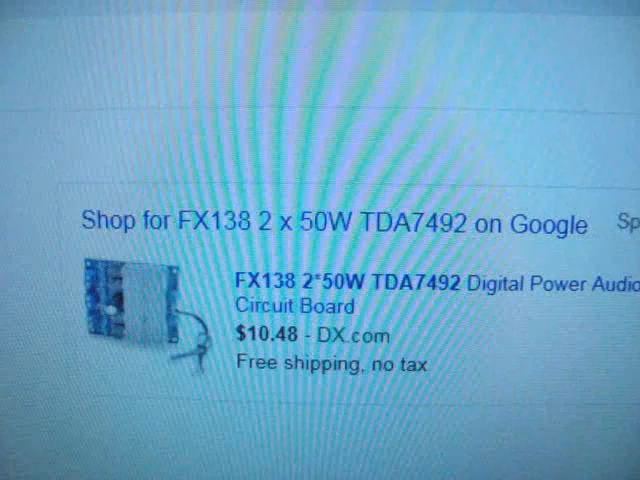 Shop for FX138 2 x 50W TDA7492 on Google
Sp
FX138 2*50W TDA7492 Digital Power Audio
Circuit Board
$10.48 - DX.com
Free shipping, no tax